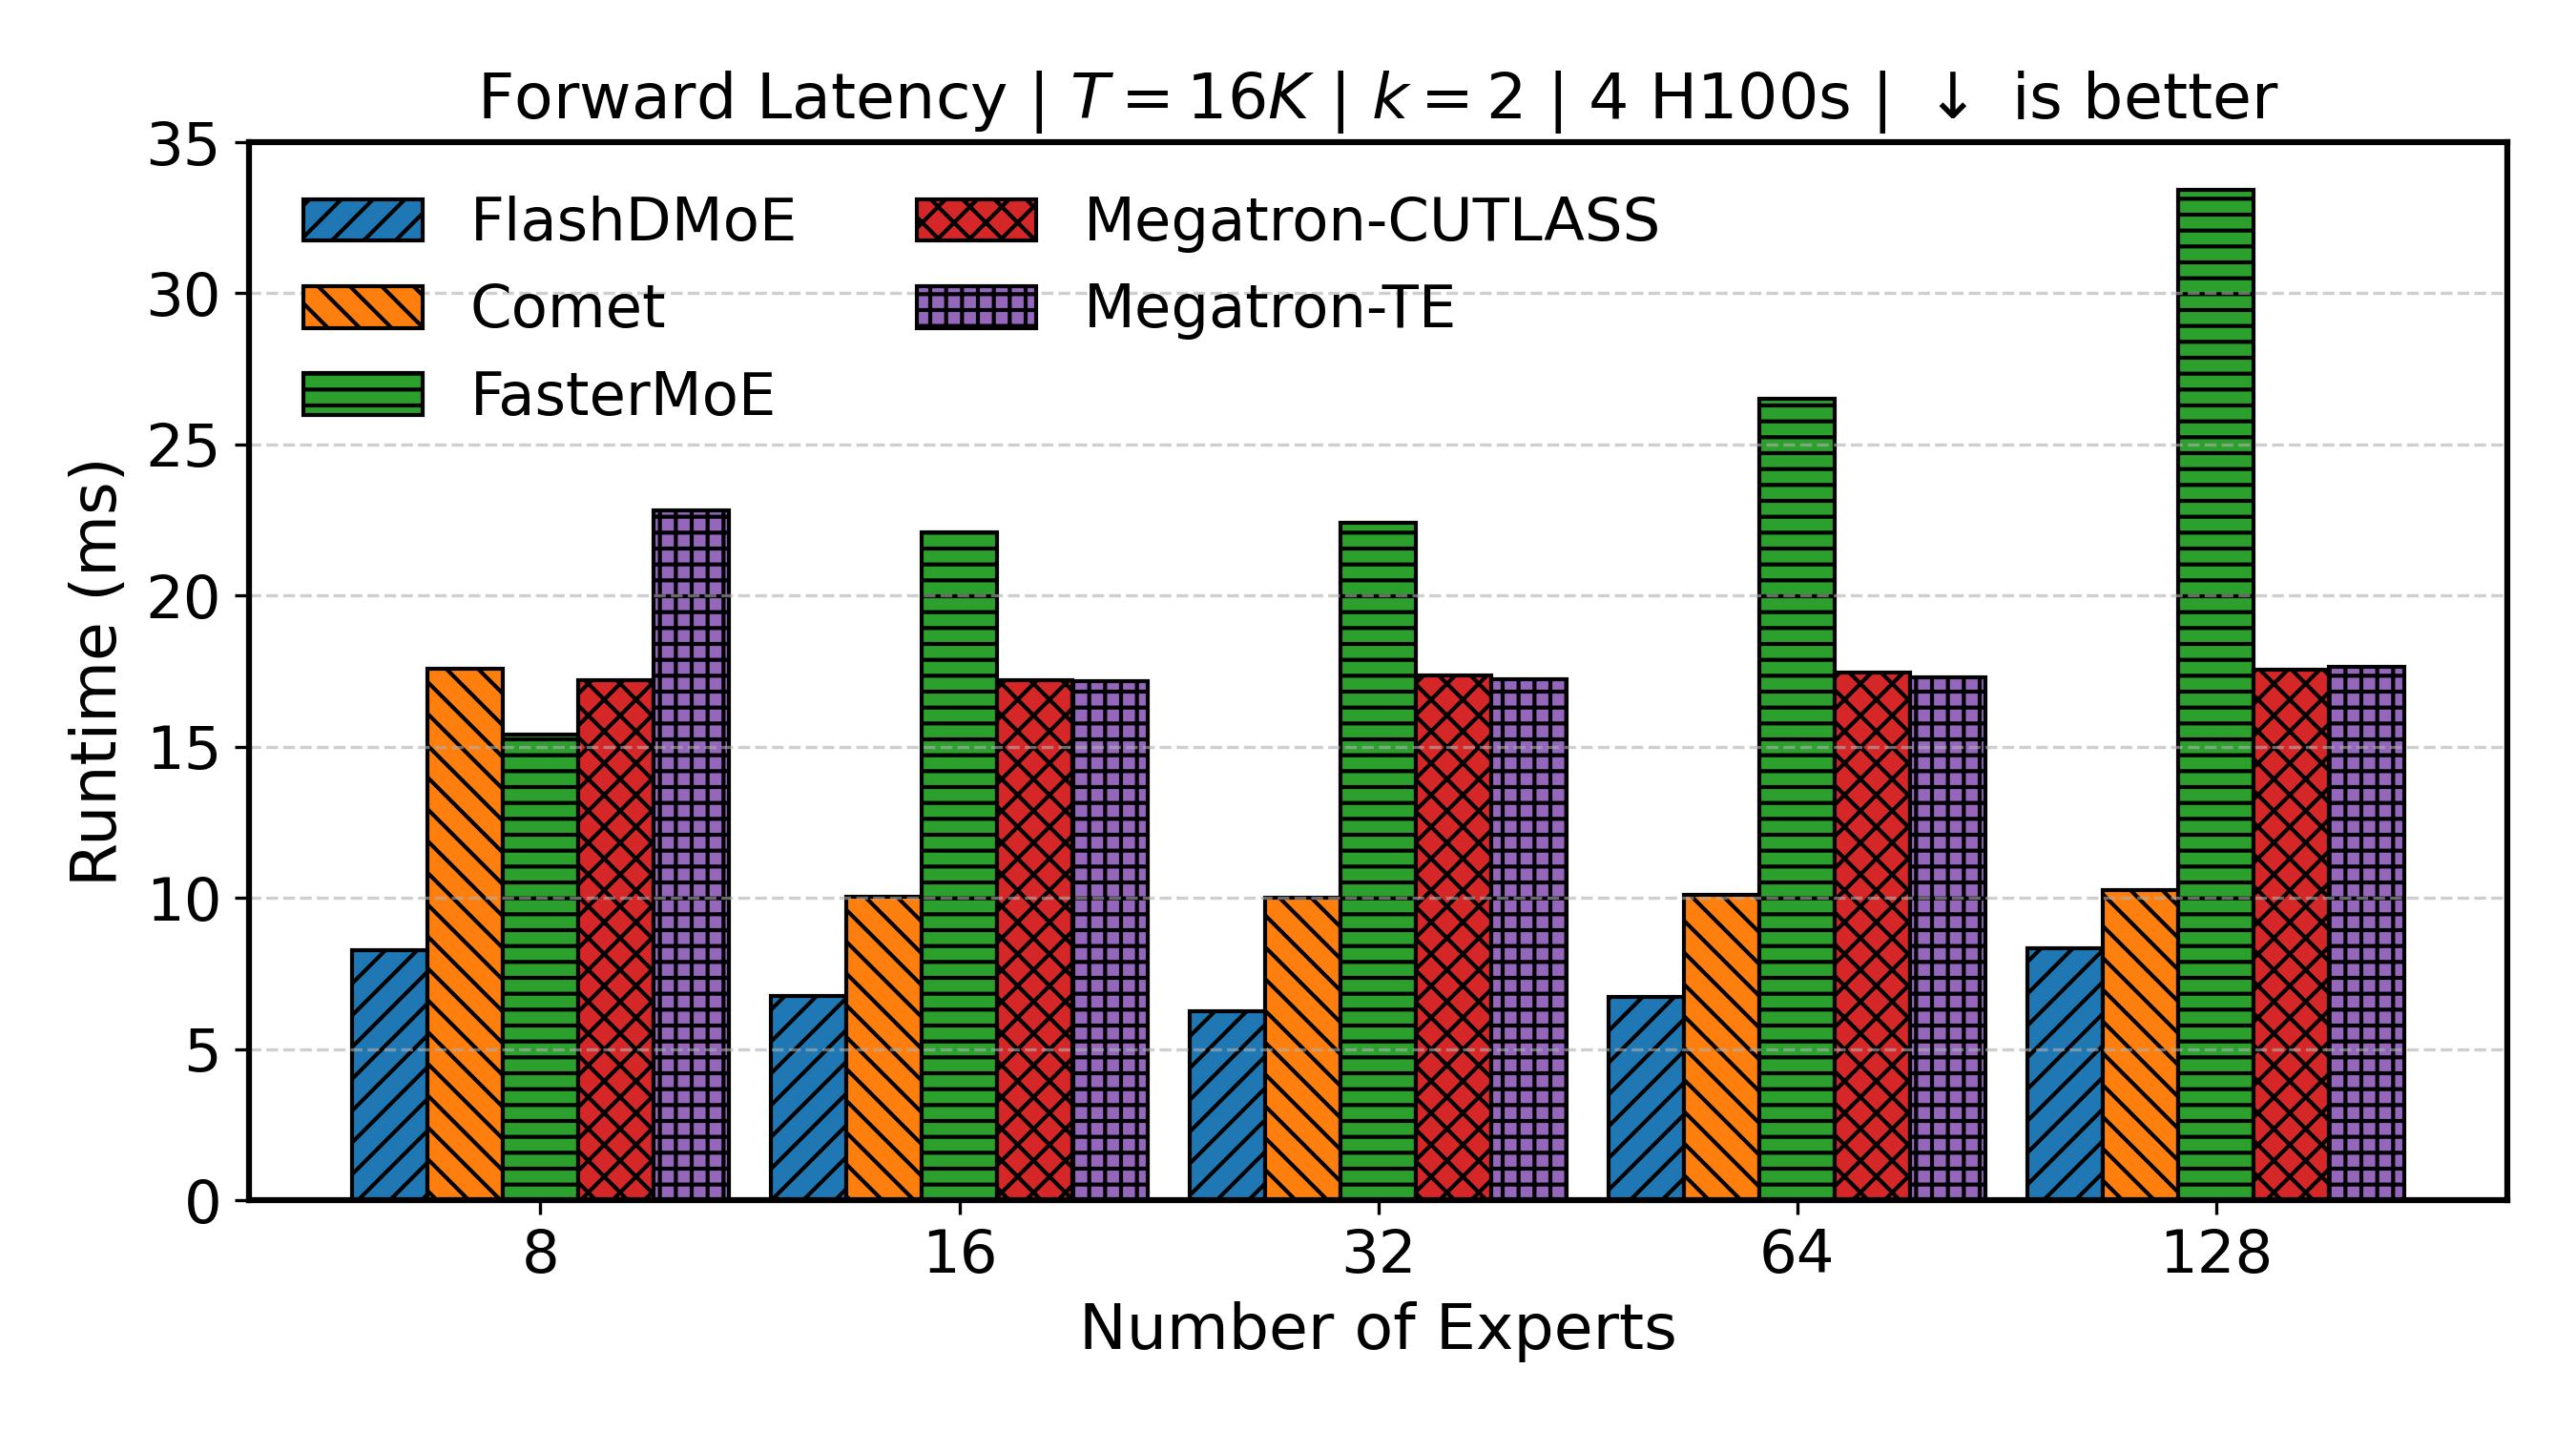 Forward Latency | T = 16K | k = 2 | 4 H100s | ↓ is better
35
30
25
20
15
10
5
0
Runtime (ms)
FlashDMoE
Comet
FasterMoE
Megatron-CUTLASS
Megatron-TE
8 16 32 64 128
Number of Experts